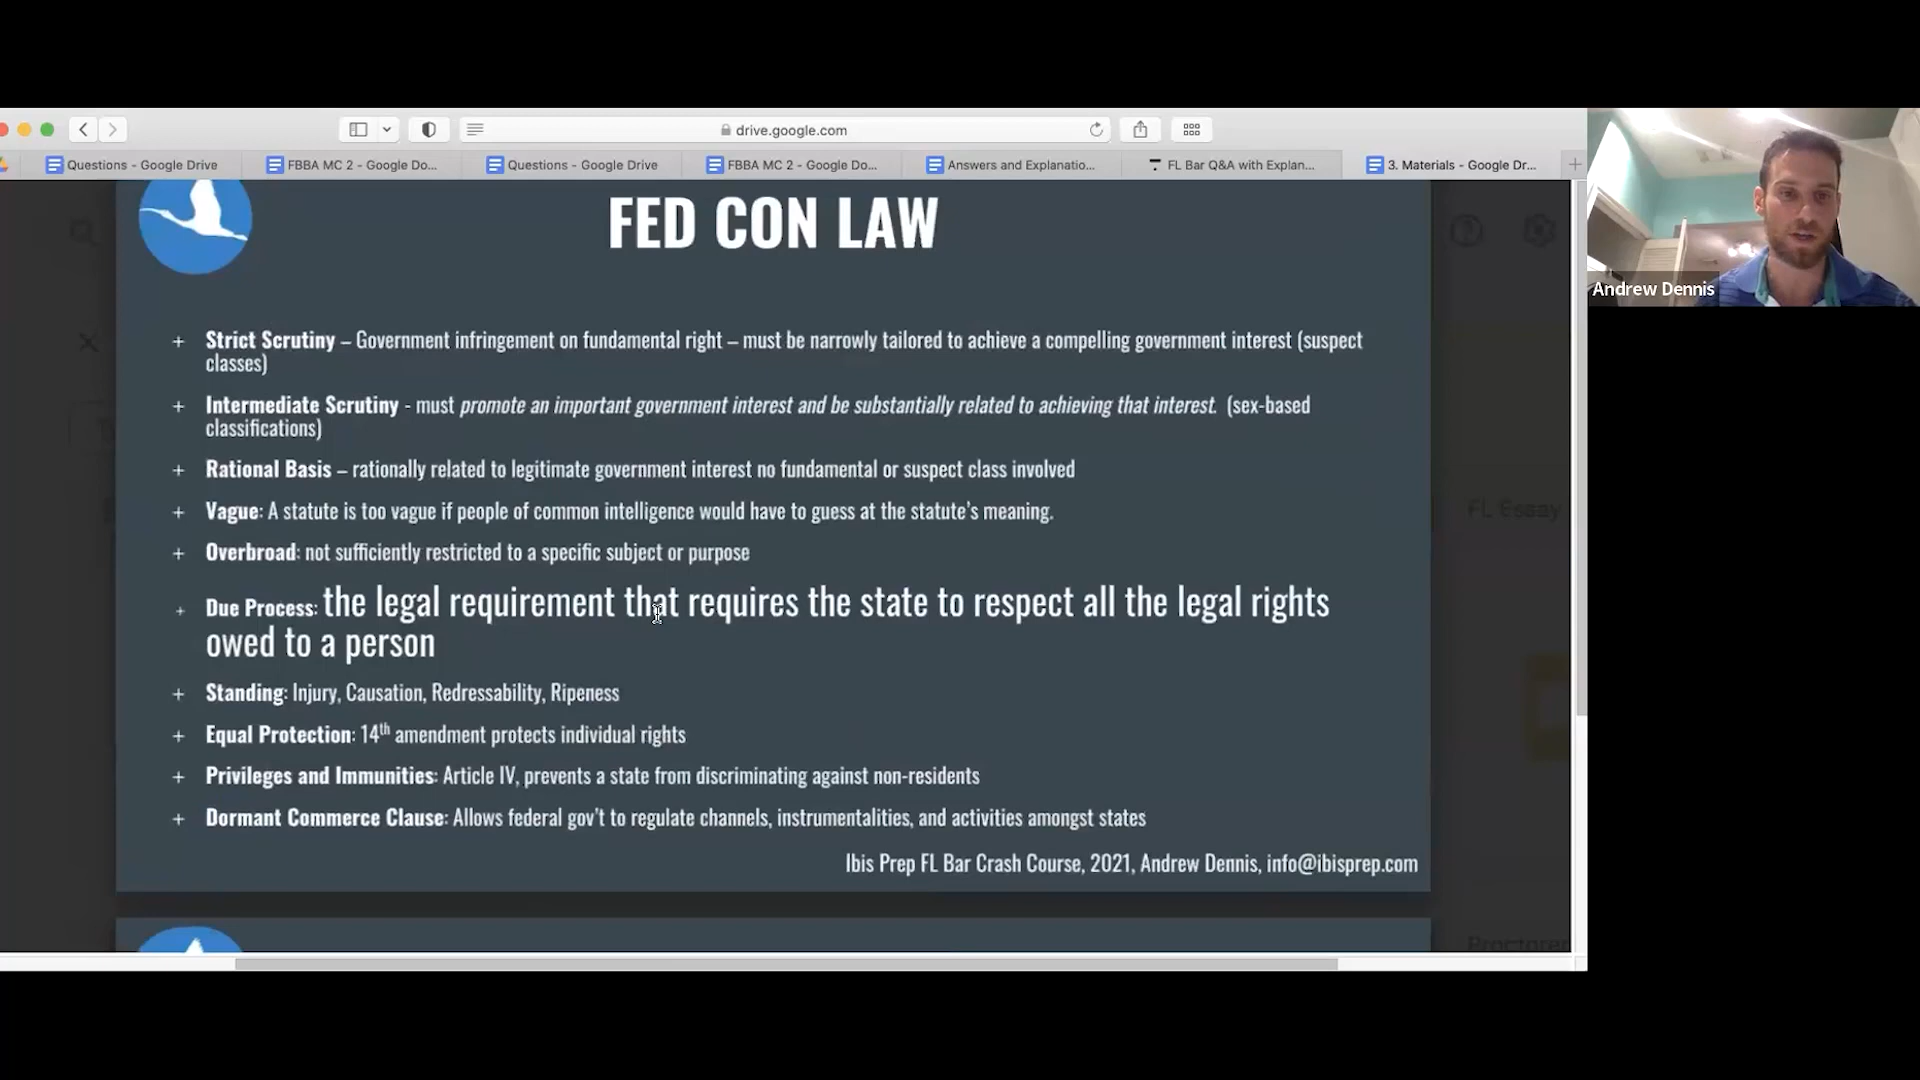 drive.google.com
Questions - Google Drive
FBBA MC 2 - Google Do...
Questions - Google Drive
FBBA MC 2 - Google Do...
Answers and Explanatio...
FL Bar Q&A with Explan...
3. Materials - Google Dr...
FED CON LAW
Andrew Dennis
+ Strict Scrutiny – Government infringement on fundamental right – must be narrowly tailored to achieve a compelling government interest (suspect
classes)
+ Intermediate Scrutiny - must promote an important government interest and be substantially related to achieving that interest. (sex-based
classifications)
+ Rational Basis – rationally related to legitimate government interest no fundamental or suspect class involved
+ Vague: A statute is too vague if people of common intelligence would have to guess at the statute's meaning.
FL Essay
+ Overbroad: not sufficiently restricted to a specific subject or purpose
+ Due Process: the legal requirement that requires the state to respect all the legal rights
owed to a person
+ Standing: Injury, Causation, Redressability, Ripeness
+ Equal Protection: 14th amendment protects individual rights
+ Privileges and Immunities: Article IV, prevents a state from discriminating against non-residents
+ Dormant Commerce Clause: Allows federal gov't to regulate channels, instrumentalities, and activities amongst states
Ibis Prep FL Bar Crash Course, 2021, Andrew Dennis, info@ibisprep.com